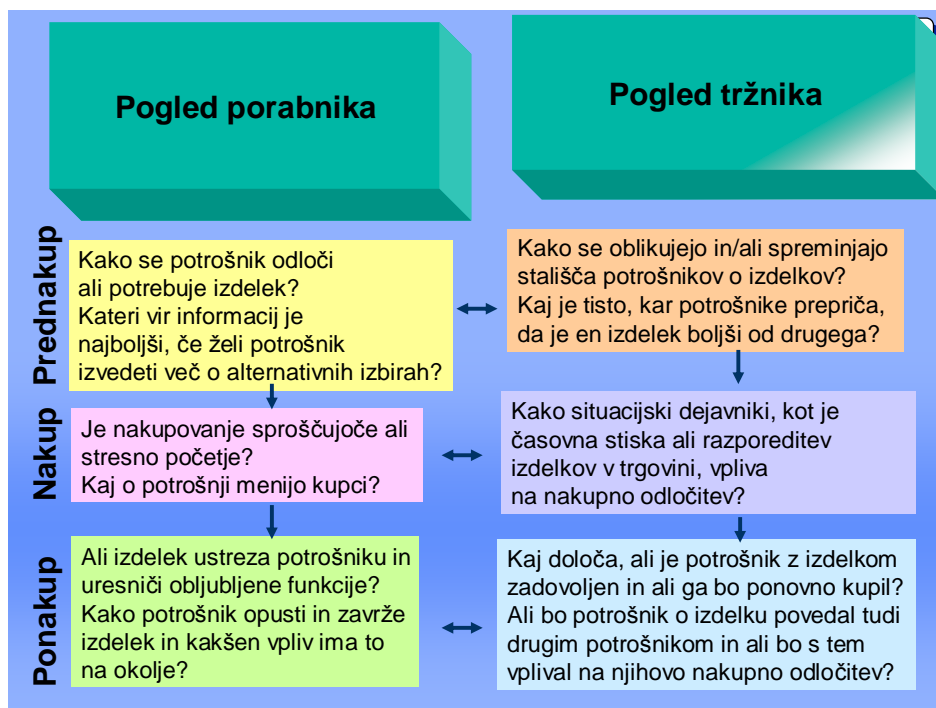 Pogled porabnika
Pogled tržnika
Prednakup
Kako se potrošnik odloči
ali potrebuje izdelek?
Kateri vir informacij je
najboljši, če želi potrošnik
izvedeti več o alternativnih izbirah?
Kako se oblikujejo in/ali spreminjajo
stališča potrošnikov o izdelkov?
Kaj je tisto, kar potrošnike prepriča,
da je en izdelek boljši od drugega?
Nakup
Je nakupovanje sproščujoče ali
stresno početje?
Kaj o potrošnji menijo kupci?
Kako situacijski dejavniki, kot je
časovna stiska ali razporeditev
izdelkov v trgovini, vpliva
na nakupno odločitev?
Ponakup
Ali izdelek ustreza potrošniku in
uresniči obljubljene funkcije?
Kako potrošnik opusti in zavrže
izdelek in kakšen vpliv ima to
na okolje?
Kaj določa, ali je potrošnik z izdelkom
zadovoljen in ali ga bo ponovno kupil?
Ali bo potrošnik o izdelku povedal tudi
drugim potrošnikom in ali bo s tem
vplival na njihovo nakupno odločitev?